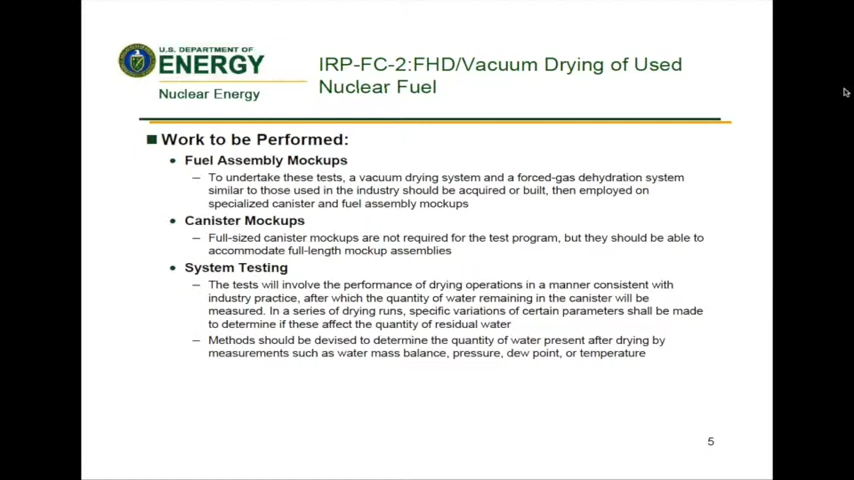 U.S. DEPARTMENT OF
ENERGY
Nuclear Energy
IRP-FC-2:FHD/Vacuum Drying of Used
Nuclear Fuel
Work to be Performed:
• Fuel Assembly Mockups
– To undertake these tests, a vacuum drying system and a forced-gas dehydration system
similar to those used in the industry should be acquired or built, then employed on
specialized canister and fuel assembly mockups
• Canister Mockups
– Full-sized canister mockups are not required for the test program, but they should be able to
accommodate full-length mockup assemblies
• System Testing
– The tests will involve the performance of drying operations in a manner consistent with
industry practice, after which the quantity of water remaining in the canister will be
measured. In a series of drying runs, specific variations of certain parameters shall be made
to determine if these affect the quantity of residual water
– Methods should be devised to determine the quantity of water present after drying by
measurements such as water mass balance, pressure, dew point, or temperature
5